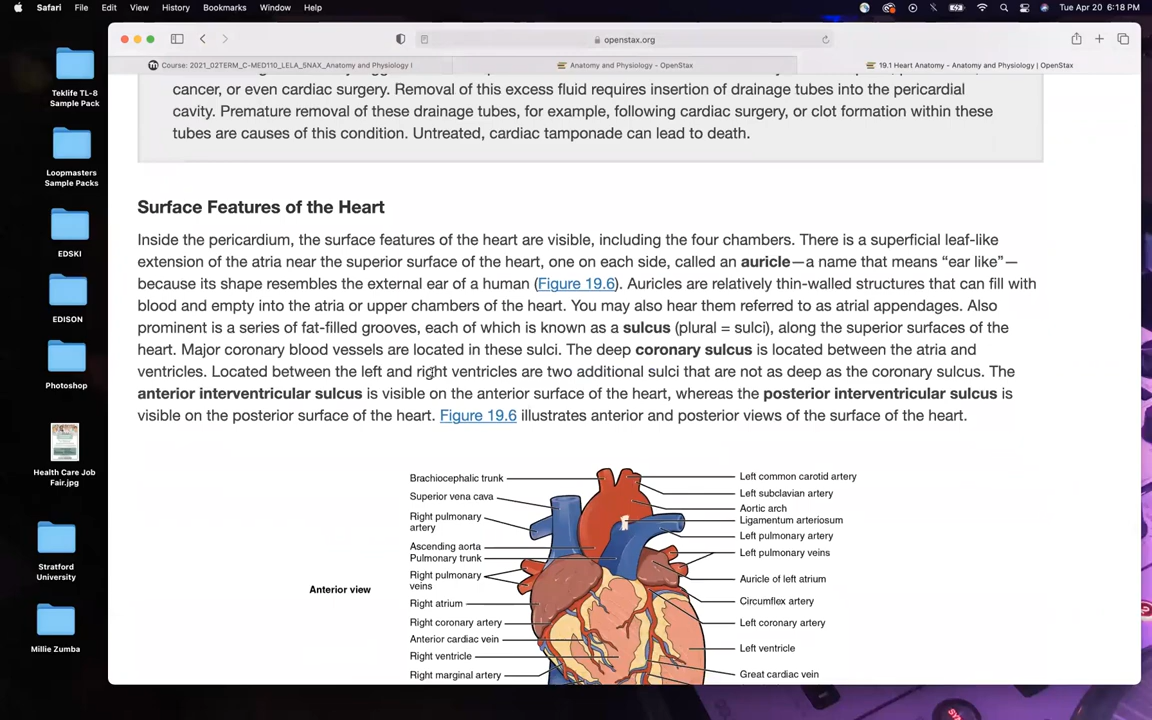 Safari File Edit View History Bookmarks Window Help Tue Apr 20 6:18 PM
openstax.org
Course: 2021_02TERM_C-MED110_LELA_5NAX_Anatomy and Physiology I
Anatomy and Physiology - OpenStax
19.1 Heart Anatomy - Anatomy and Physiology | OpenStax
Teklife TL-8
Sample Pack
Loopmasters
Sample Packs
EDSKI
EDISON
Photoshop
Health Care Job
Fair.jpg
Stratford
University
Millie Zumba
cancer, or even cardiac surgery. Removal of this excess fluid requires insertion of drainage tubes into the pericardial
cavity. Premature removal of these drainage tubes, for example, following cardiac surgery, or clot formation within these
tubes are causes of this condition. Untreated, cardiac tamponade can lead to death.
Surface Features of the Heart
Inside the pericardium, the surface features of the heart are visible, including the four chambers. There is a superficial leaf-like
extension of the atria near the superior surface of the heart, one on each side, called an auricle—a name that means “ear like”—
because its shape resembles the external ear of a human (Figure 19.6). Auricles are relatively thin-walled structures that can fill with
blood and empty into the atria or upper chambers of the heart. You may also hear them referred to as atrial appendages. Also
prominent is a series of fat-filled grooves, each of which is known as a sulcus (plural = sulci), along the superior surfaces of the
heart. Major coronary blood vessels are located in these sulci. The deep coronary sulcus is located between the atria and
ventricles. Located between the left and right ventricles are two additional sulci that are not as deep as the coronary sulcus. The
anterior interventricular sulcus is visible on the anterior surface of the heart, whereas the posterior interventricular sulcus is
visible on the posterior surface of the heart. Figure 19.6 illustrates anterior and posterior views of the surface of the heart.
Anterior view
Brachiocephalic trunk
Superior vena cava
Right pulmonary
artery
Ascending aorta
Pulmonary trunk
Right pulmonary
veins
Right atrium
Right coronary artery
Anterior cardiac vein
Right ventricle
Right marginal artery
Left common carotid artery
Left subclavian artery
Aortic arch
Ligamentum arteriosum
Left pulmonary artery
Left pulmonary veins
Auricle of left atrium
Circumflex artery
Left coronary artery
Left ventricle
Great cardiac vein